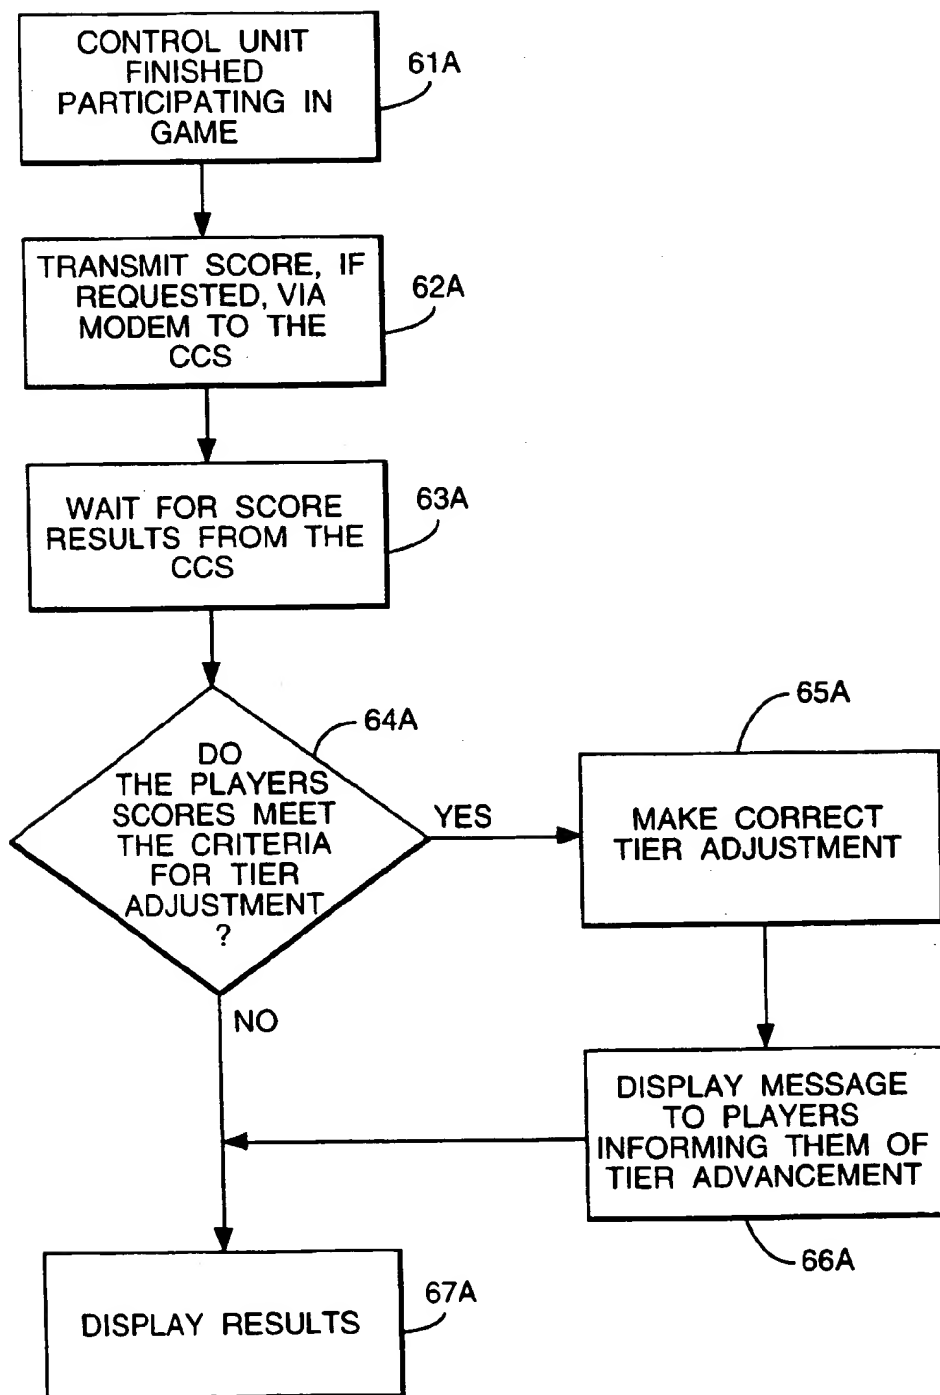 CONTROL UNIT
FINISHED
PARTICIPATING IN
GAME
61A
TRANSMIT SCORE, IF
REQUESTED, VIA
MODEM TO THE
CCS
62A
WAIT FOR SCORE
RESULTS FROM THE
CCS
63A
DO
THE PLAYERS
SCORES MEET
THE CRITERIA
FOR TIER
ADJUSTMENT
?
64A
YES
MAKE CORRECT
TIER ADJUSTMENT
65A
NO
DISPLAY MESSAGE
TO PLAYERS
INFORMING THEM OF
TIER ADVANCEMENT
66A
DISPLAY RESULTS
67A